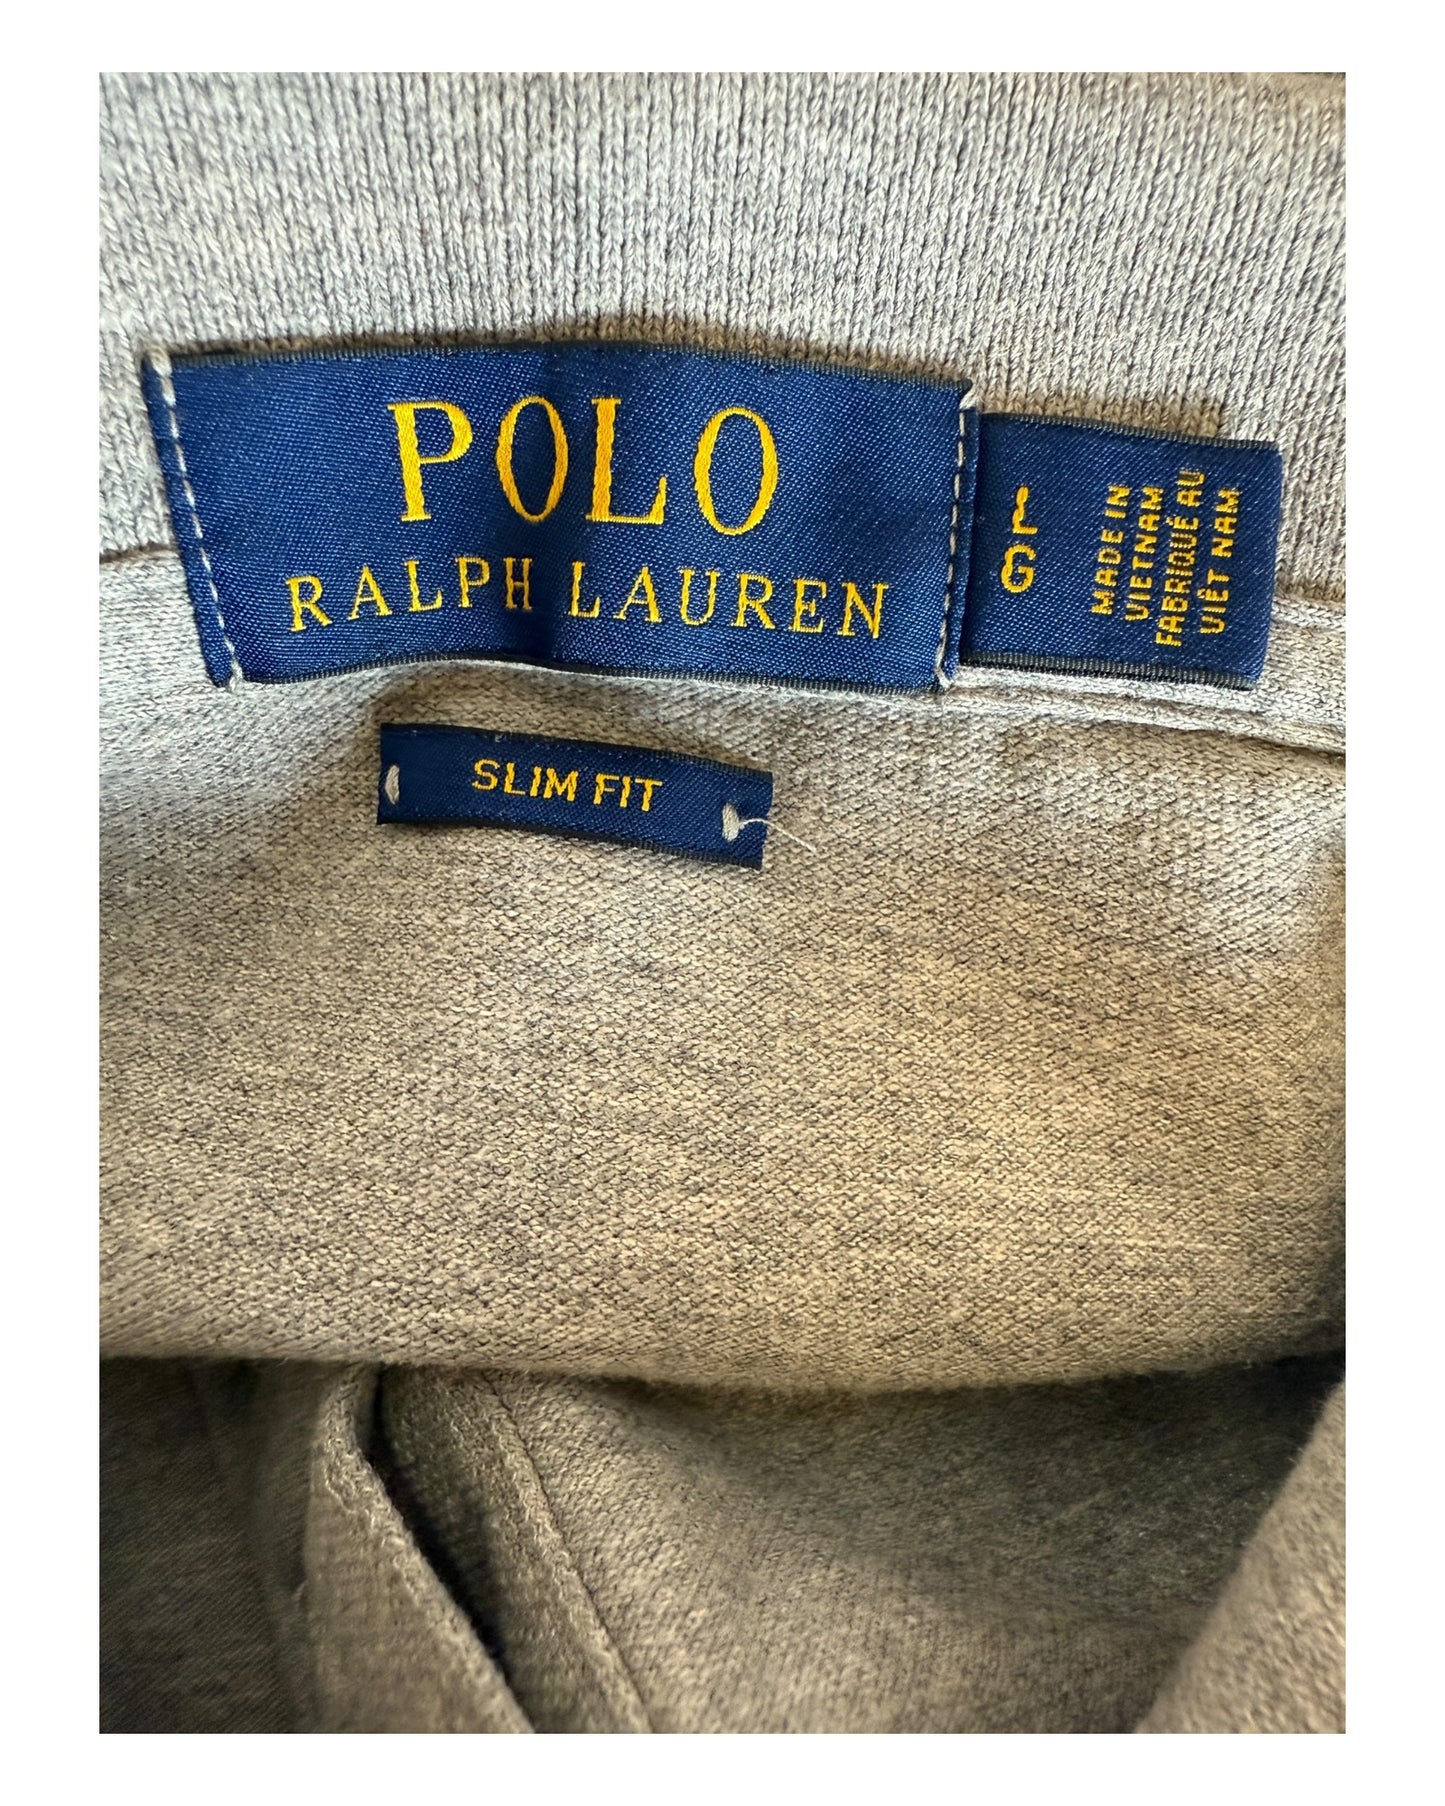 POLO
RALPH LAUREN
L
G
MADE IN
VIETNAM
FABRIQUÉ AU
VIÊT NAM
SLIM FIT